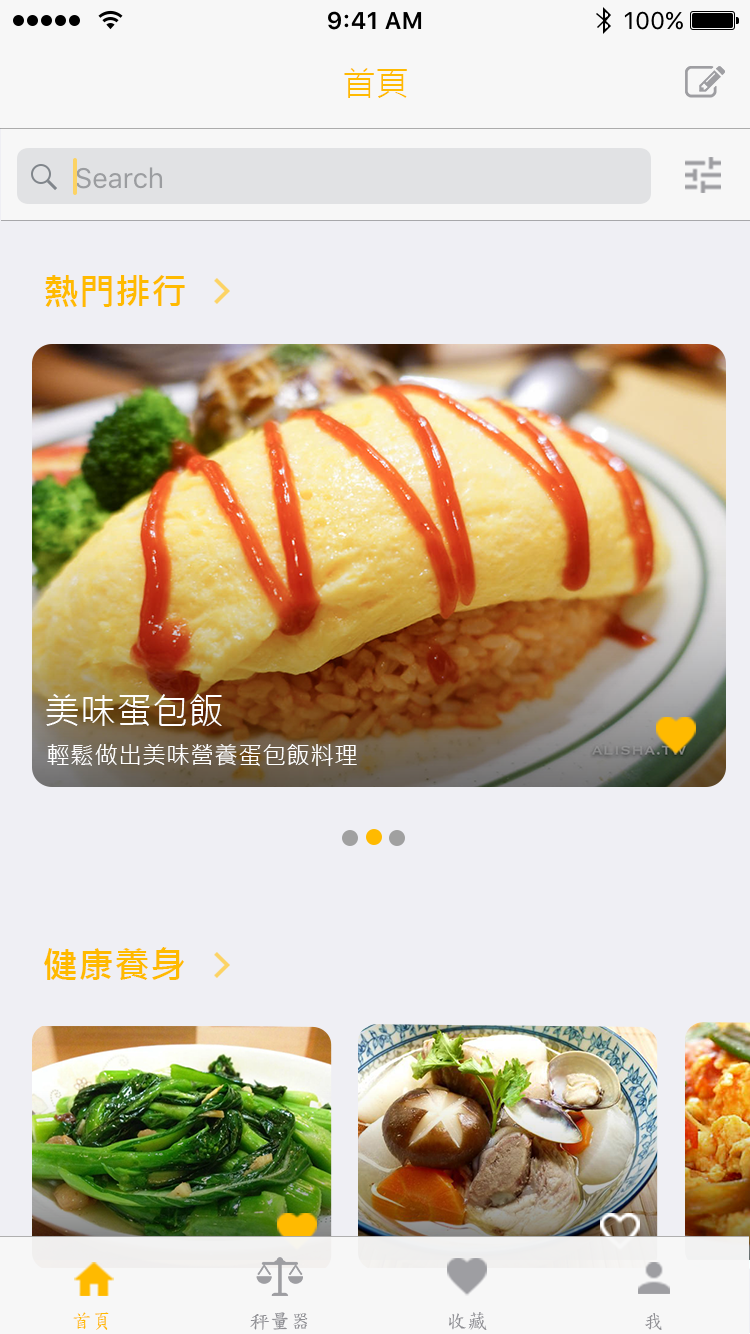 9:41 AM
100%
首頁
Search
熱門排行
美味蛋包飯
輕鬆做出美味營養蛋包飯料理
ALISHA.TW
健康養身
首頁
秤量器
收藏
我